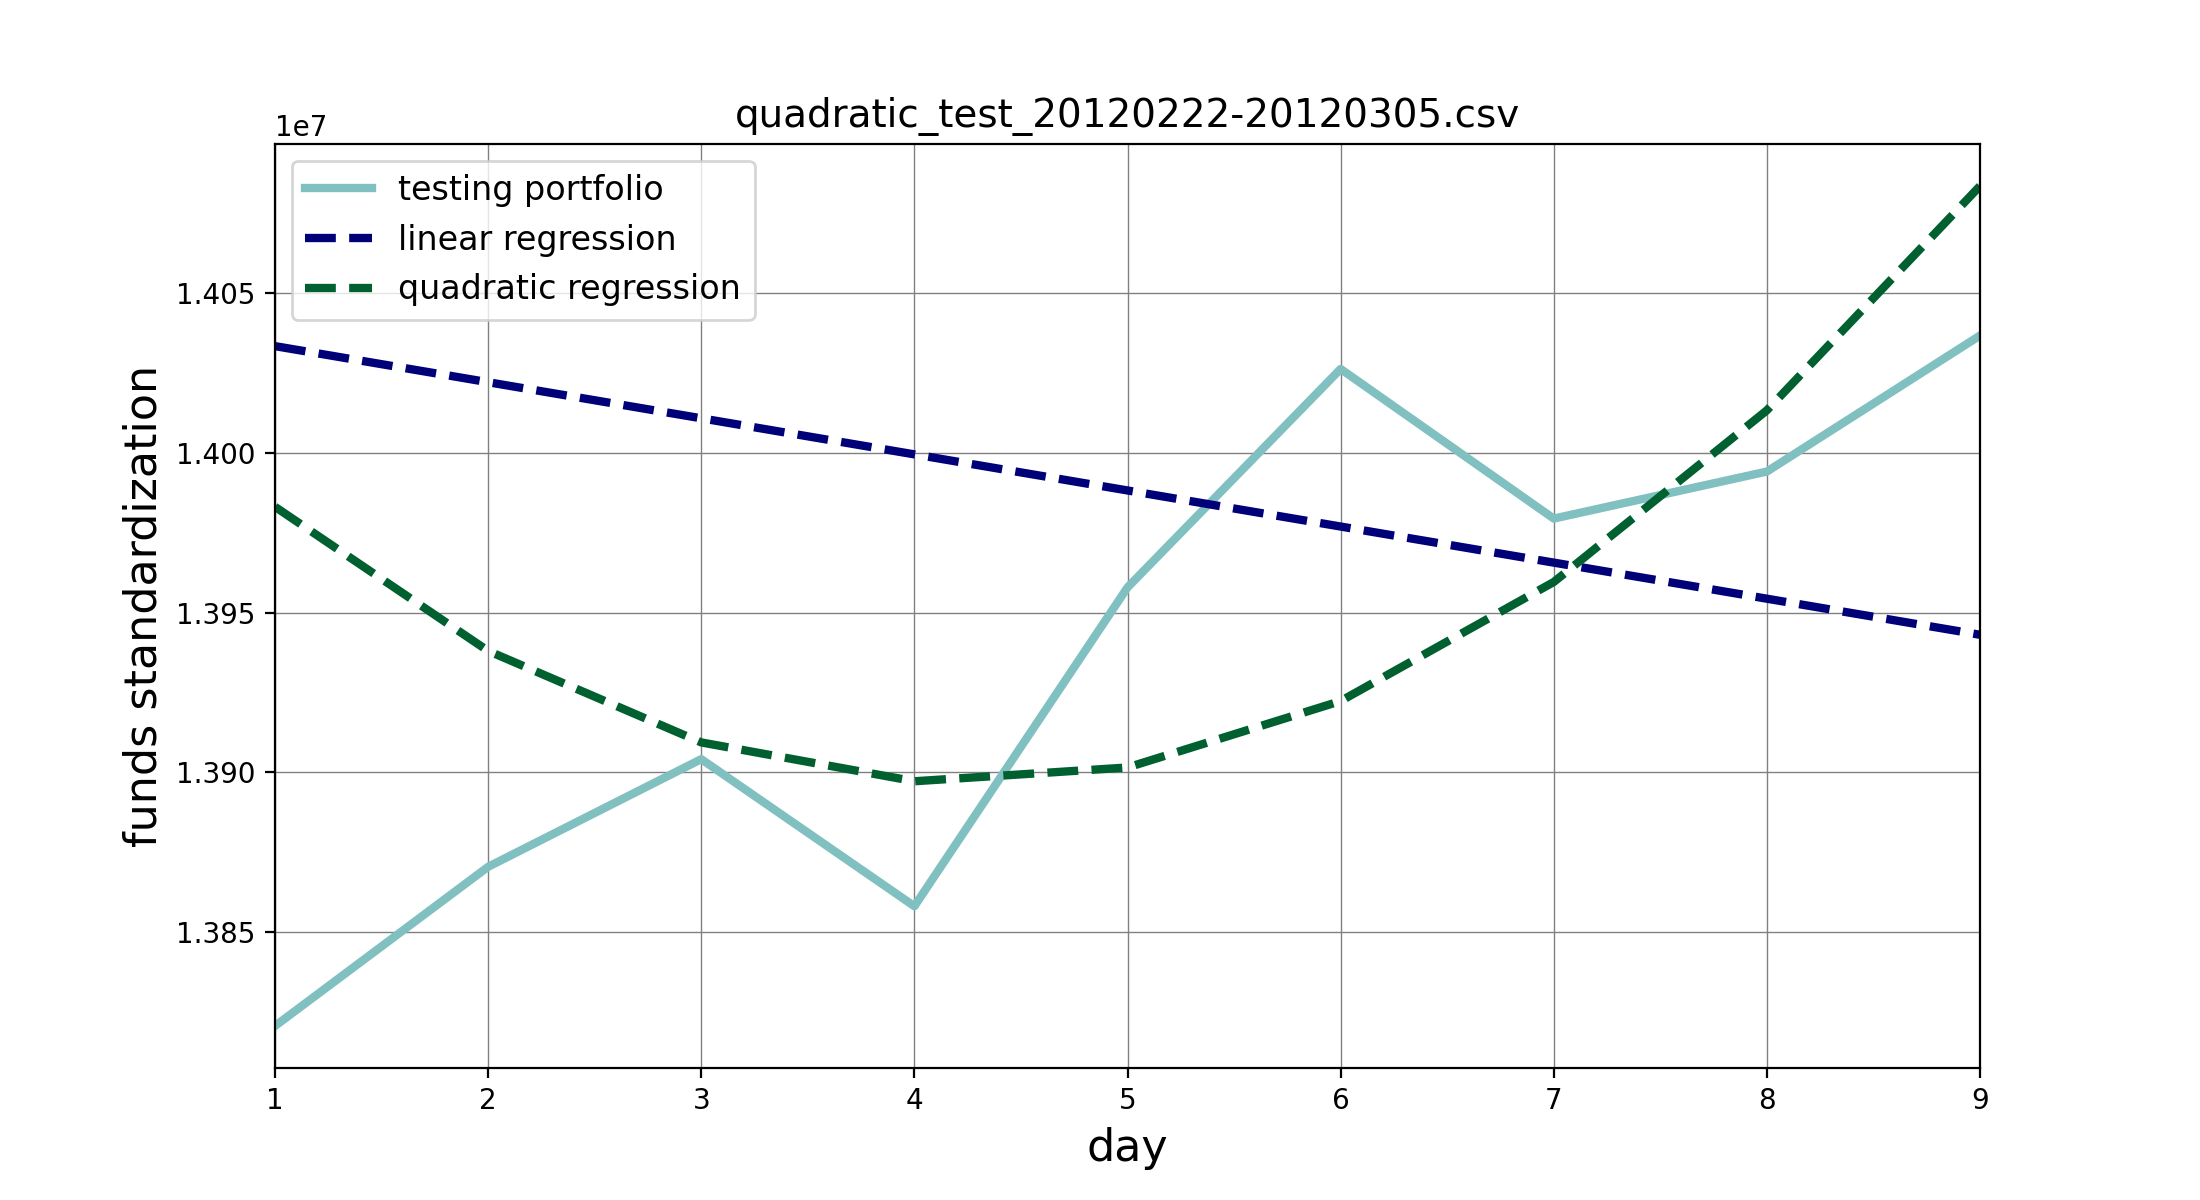 quadratic_test_20120222-20120305.csv
1e7
testing portfolio
linear regression
quadratic regression
1.405
1.400
1.395
1.390
1.385
funds standardization
1 2 3 4 5 6 7 8 9
day